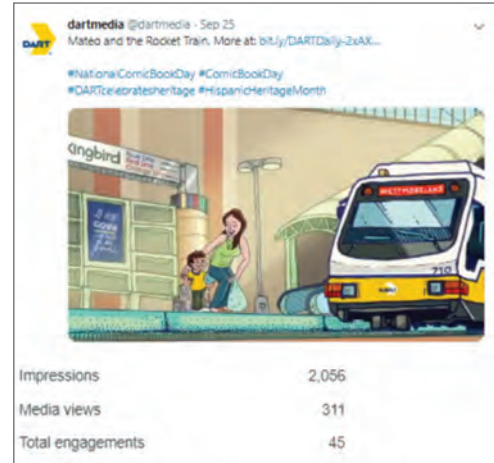 dartmedia @dartmedia · Sep 25
DART
Mateo and the Rocket Train. More at: bit.ly/DARTDaily-2xAX...
#NationalComicBookDay #ComicBookDay
#DARTcelebratesheritage #HispanicHeritageMonth
Kingbird
WESTMORELAND
710
Impressions 2,056
Media views 311
Total engagements 45